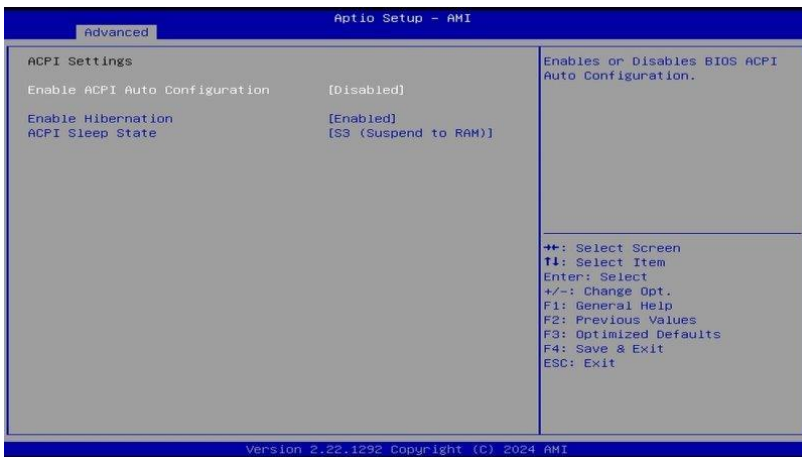 Aptio Setup - AMI
Advanced
ACPI Settings
Enable ACPI Auto Configuration [Disabled]
Enable Hibernation [Enabled]
ACPI Sleep State [S3 (Suspend to RAM)]
Enables or Disables BIOS ACPI
Auto Configuration.
→←: Select Screen
↑↓: Select Item
Enter: Select
+/-: Change Opt.
F1: General Help
F2: Previous Values
F3: Optimized Defaults
F4: Save & Exit
ESC: Exit
Version 2.22.1292 Copyright (C) 2024 AMI